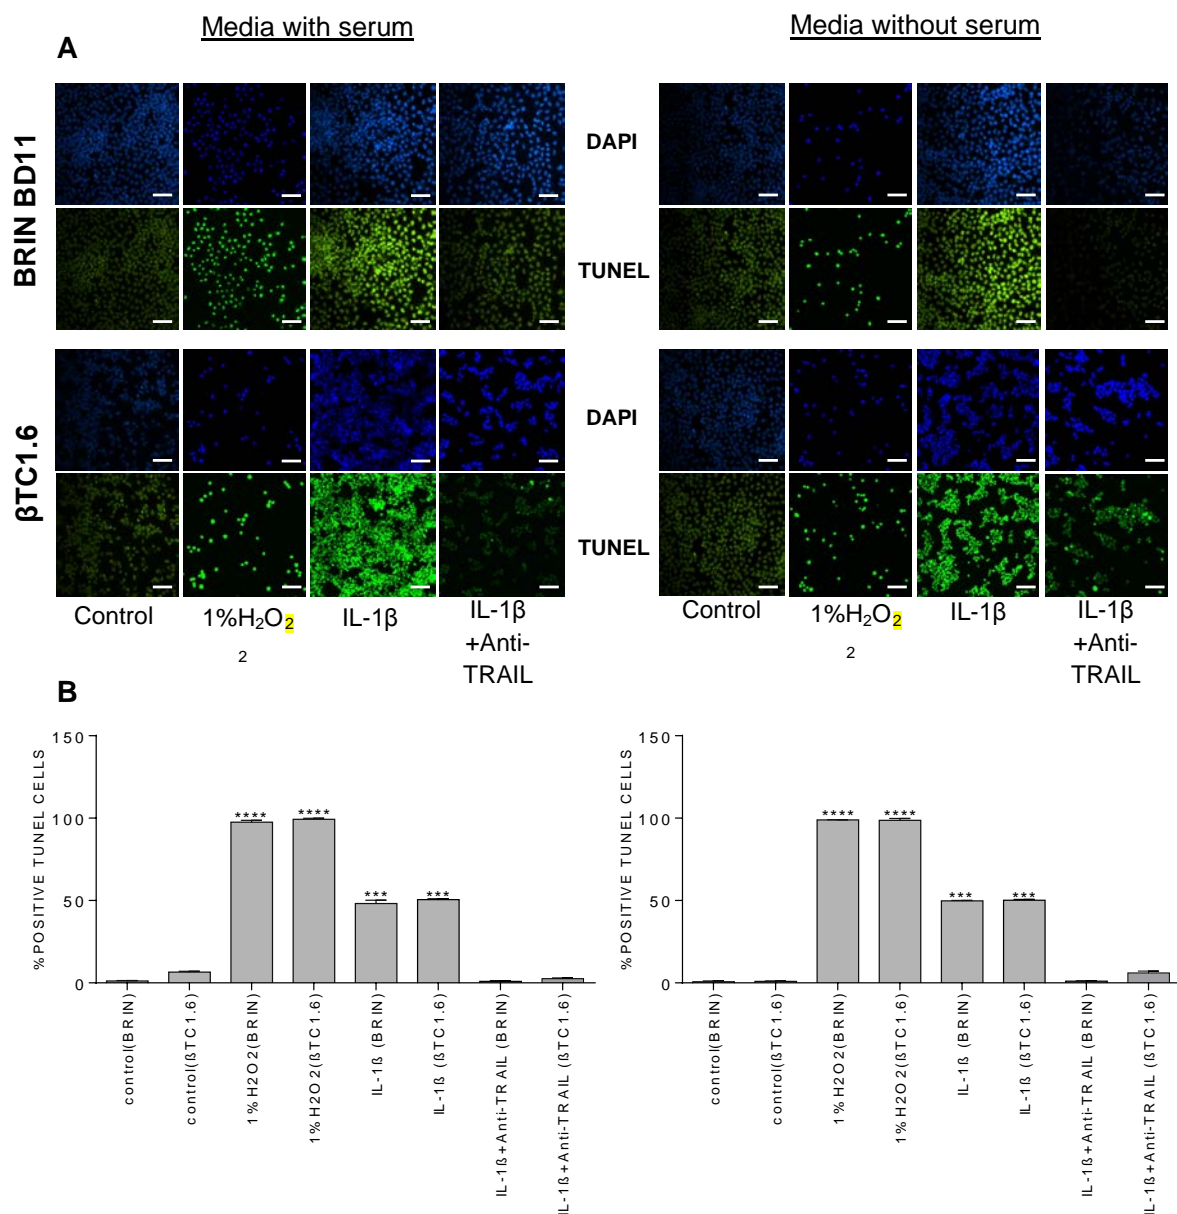 Media with serum
Media without serum
A
BRIN BD11
DAPI
TUNEL
βTC1.6
DAPI
TUNEL
Control
1%H₂O₂
2
IL-1β
IL-1β
+Anti-
TRAIL
Control
1%H₂O₂
2
IL-1β
IL-1β
+Anti-
TRAIL
B
%POSITIVE TUNEL CELLS
150
100
50
0
****
****
***
***
control(BRIN)
control(ßTC1.6)
1%H2O2(BRIN)
1%H2O2(ßTC1.6)
IL-1ß (BRIN)
IL-1ß (ßTC1.6)
IL-1ß+Anti-TRAIL (BRIN)
IL-1ß+Anti-TRAIL (ßTC1.6)
%POSITIVE TUNEL CELLS
150
100
50
0
****
****
***
***
control(BRIN)
control(ßTC1.6)
1%H2O2(BRIN)
1%H2O2(ßTC1.6)
IL-1ß (BRIN)
IL-1ß (ßTC1.6)
IL-1ß+Anti-TRAIL (BRIN)
IL-1ß+Anti-TRAIL (ßTC1.6)